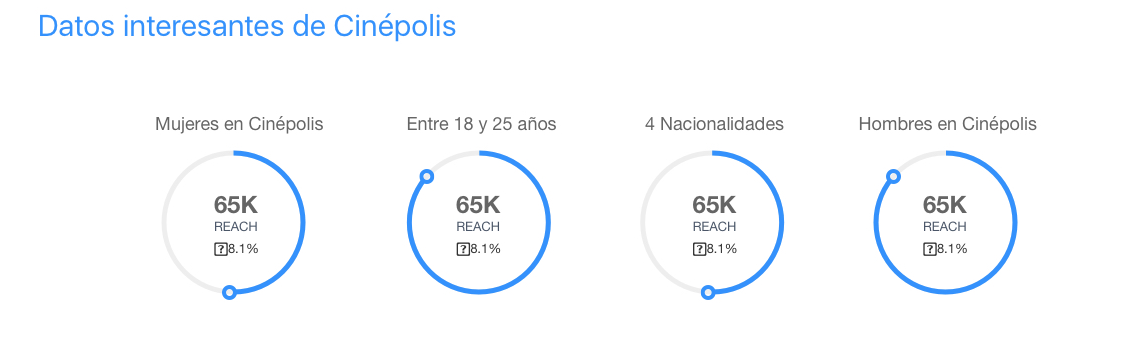 Datos interesantes de Cinépolis
Mujeres en Cinépolis
65K
REACH
8.1%
Entre 18 y 25 años
65K
REACH
8.1%
4 Nacionalidades
65K
REACH
8.1%
Hombres en Cinépolis
65K
REACH
8.1%